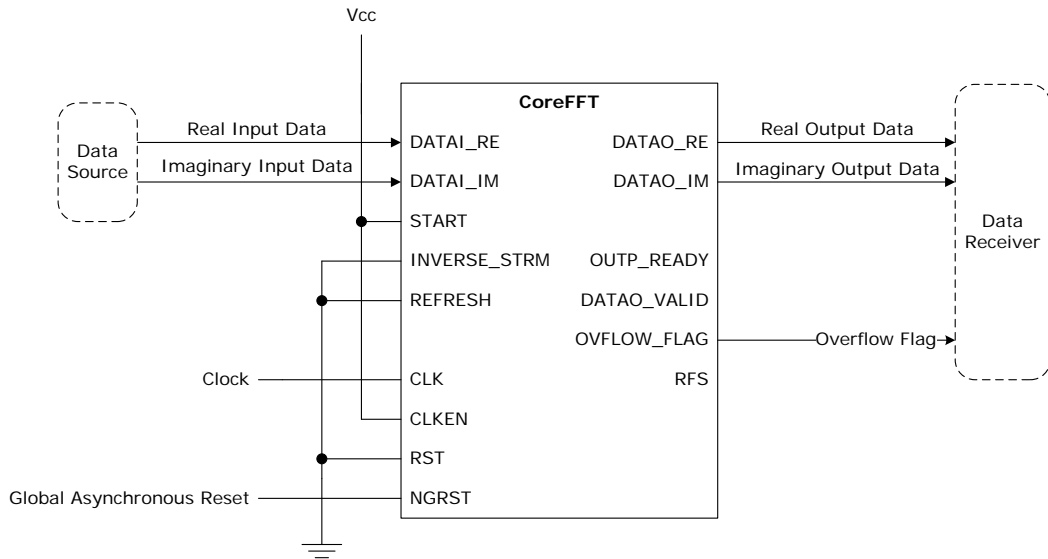 Vcc
CoreFFT
Data
Source
Real Input Data
Imaginary Input Data
DATAI_RE
DATAI_IM
START
INVERSE_STRM
REFRESH
Clock
CLK
CLKEN
RST
Global Asynchronous Reset
NGRST
DATAO_RE
DATAO_IM
OUTP_READY
DATAO_VALID
OVFLOW_FLAG
RFS
Real Output Data
Imaginary Output Data
Overflow Flag
Data
Receiver